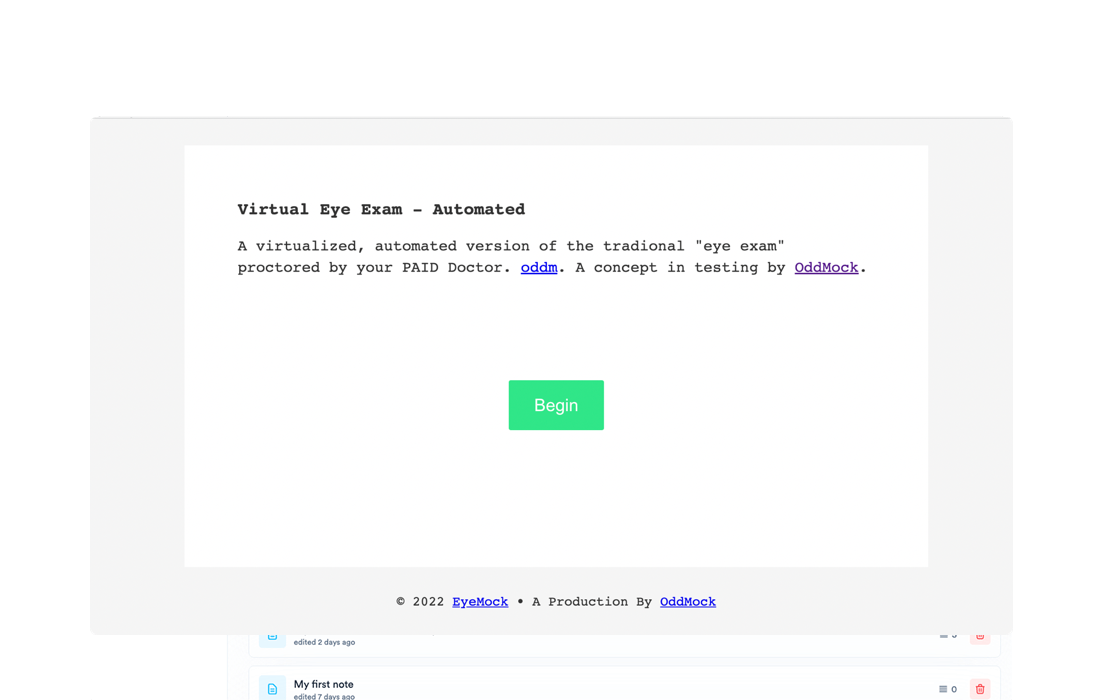 Virtual Eye Exam – Automated
A virtualized, automated version of the tradional "eye exam"
proctored by your PAID Doctor. oddm. A concept in testing by OddMock.
Begin
© 2022 EyeMock • A Production By OddMock
edited 2 days ago
My first note
0
edited 7 days ago